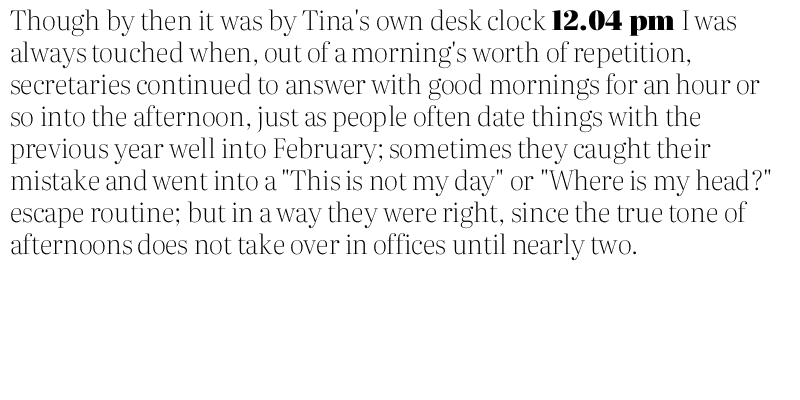 Though by then it was by Tina's own desk clock 12.04 pm I was
always touched when, out of a morning's worth of repetition,
secretaries continued to answer with good mornings for an hour or
so into the afternoon, just as people often date things with the
previous year well into February; sometimes they caught their
mistake and went into a "This is not my day" or "Where is my head?"
escape routine; but in a way they were right, since the true tone of
afternoons does not take over in offices until nearly two.